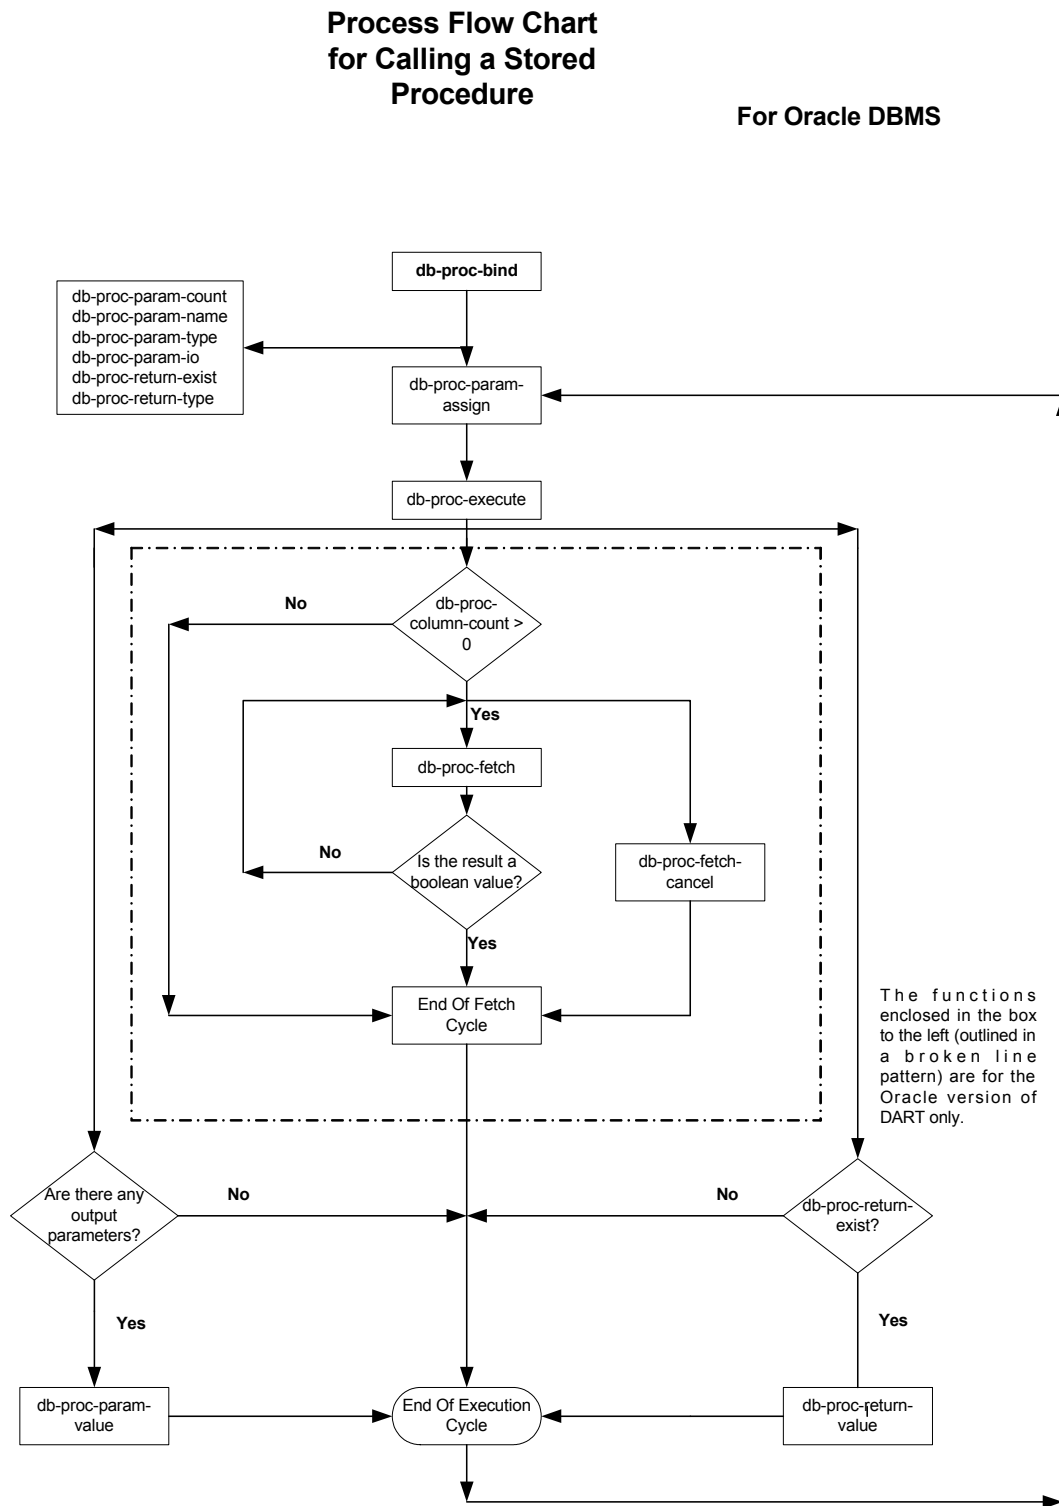 Process Flow Chart
for Calling a Stored
Procedure
For Oracle DBMS
db-proc-bind
db-proc-param-count
db-proc-param-name
db-proc-param-type
db-proc-param-io
db-proc-return-exist
db-proc-return-type
db-proc-param-
assign
db-proc-execute
No
db-proc-
column-count >
0
Yes
db-proc-fetch
No
Is the result a
boolean value?
db-proc-fetch-
cancel
Yes
End Of Fetch
Cycle
The functions
enclosed in the box
to the left (outlined in
a broken line
pattern) are for the
Oracle version of
DART only.
Are there any
output
parameters?
No
No
db-proc-return-
exist?
Yes
Yes
db-proc-param-
value
End Of Execution
Cycle
db-proc-return-
value